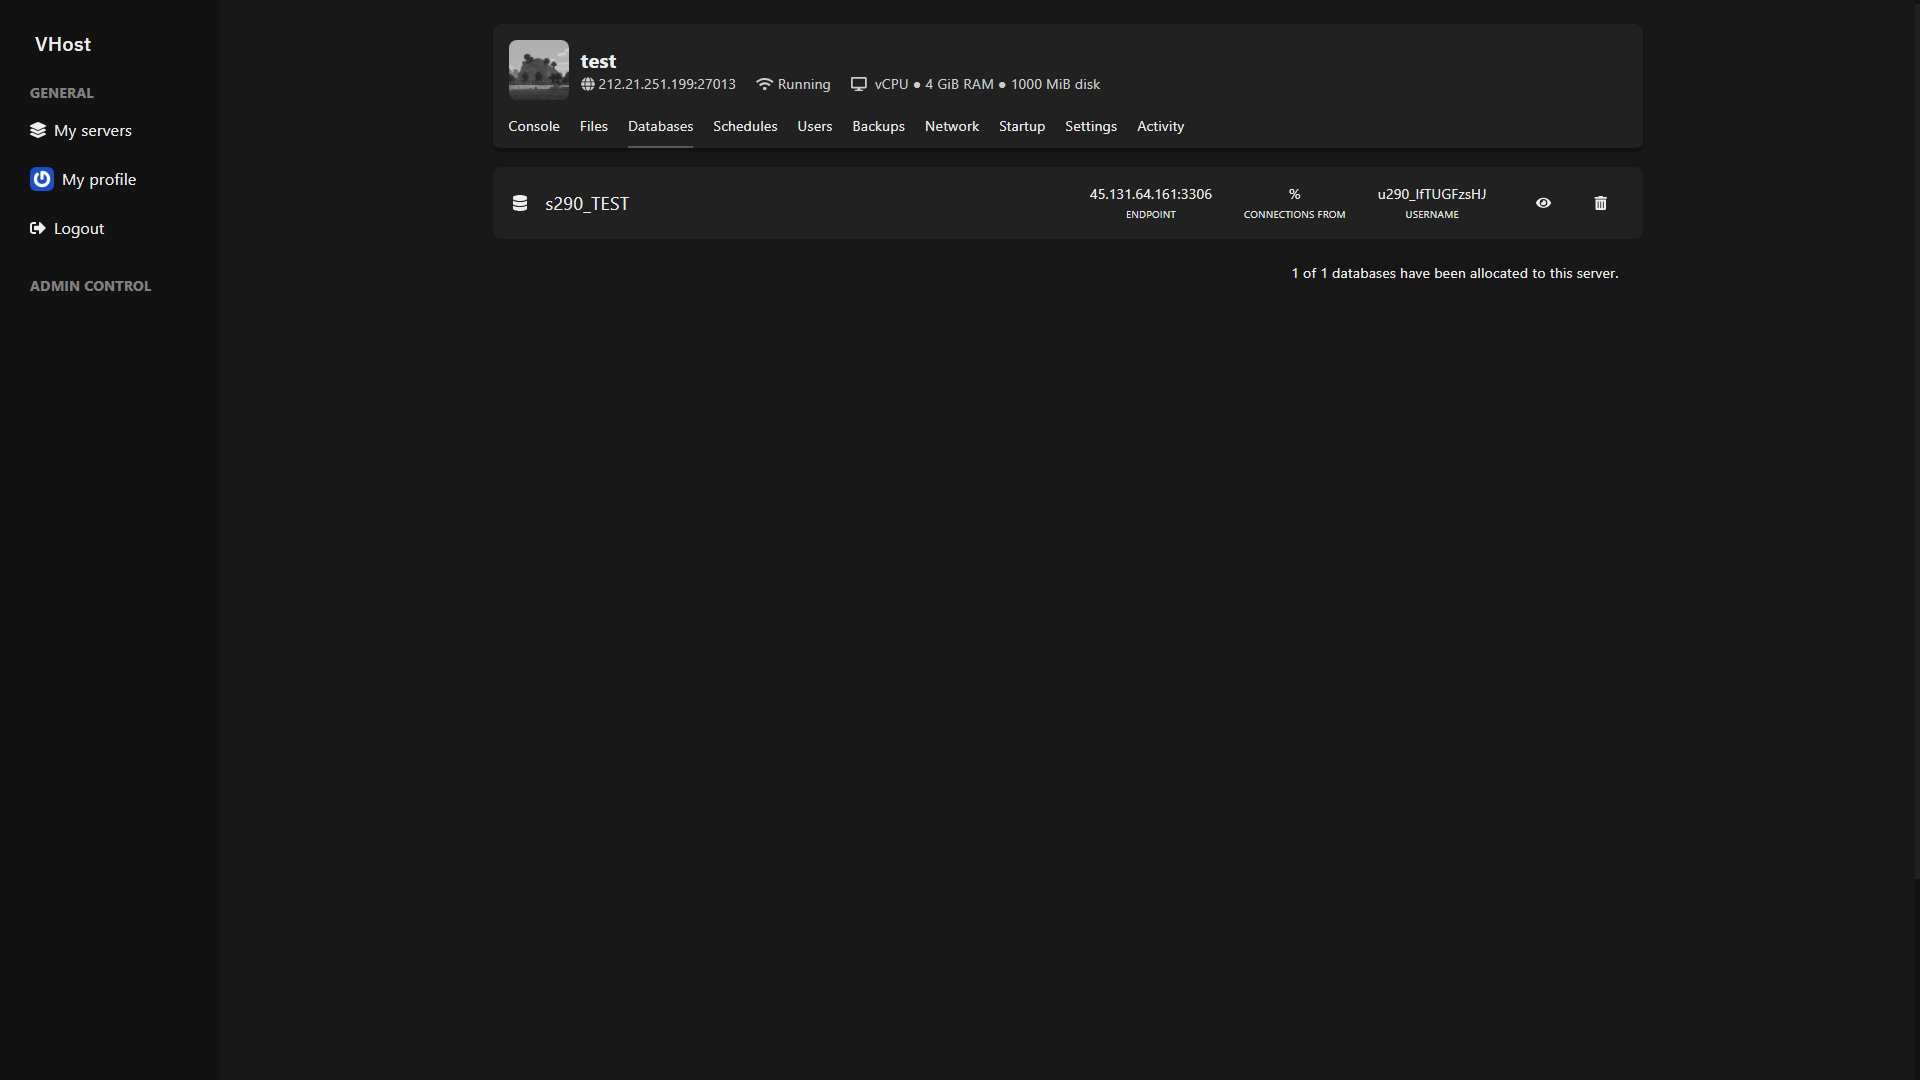 VHost
GENERAL
My servers
My profile
Logout
ADMIN CONTROL
test
212.21.251.199:27013 Running vCPU ● 4 GiB RAM ● 1000 MiB disk
Console Files Databases Schedules Users Backups Network Startup Settings Activity
s290_TEST
45.131.64.161:3306
ENDPOINT
%
CONNECTIONS FROM
u290_lfTUGFzsHJ
USERNAME
1 of 1 databases have been allocated to this server.